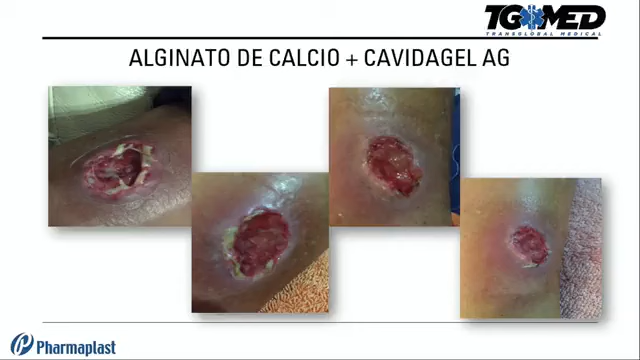 TGMED
TRANSGLOBAL MEDICAL
ALGINATO DE CALCIO + CAVIDAGEL AG
Pharmaplast